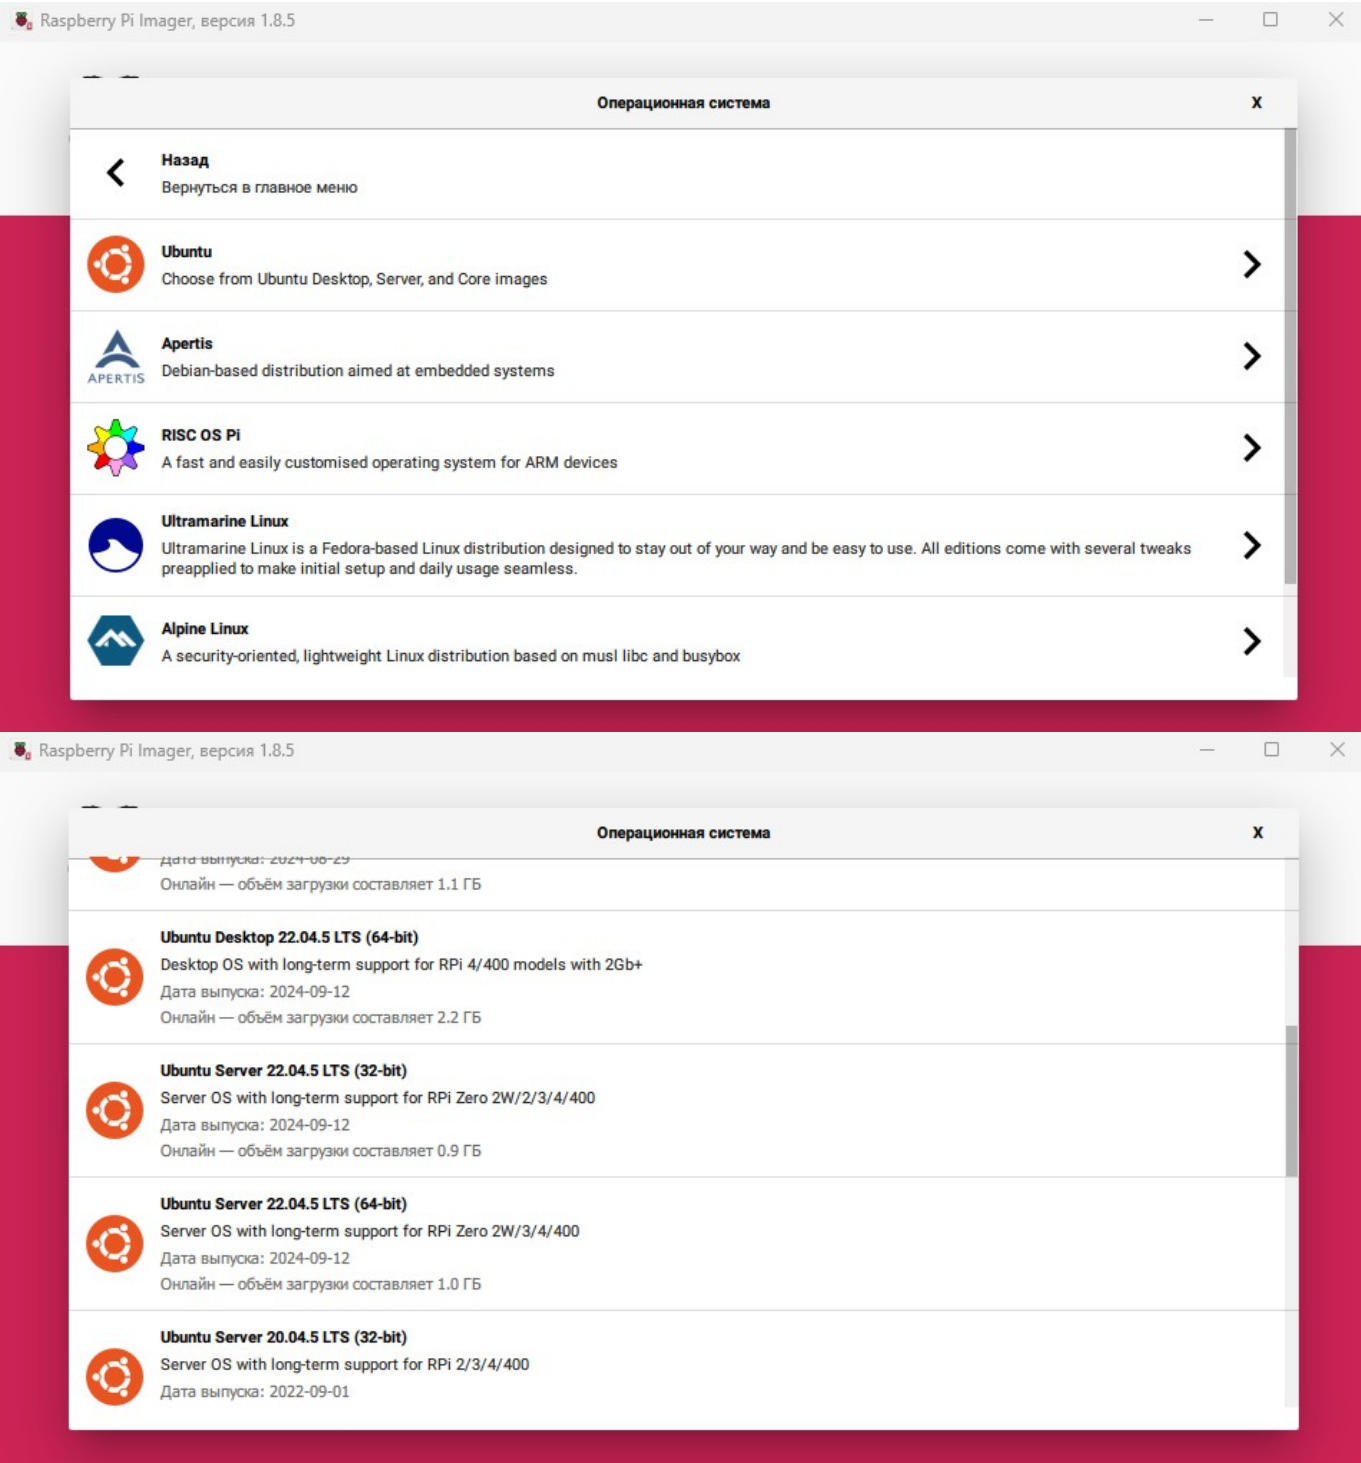 Raspberry Pi Imager, версия 1.8.5
Операционная система
X
Назад
Вернуться в главное меню
Ubuntu
Choose from Ubuntu Desktop, Server, and Core images
APERTIS
Apertis
Debian-based distribution aimed at embedded systems
RISC OS Pi
A fast and easily customised operating system for ARM devices
Ultramarine Linux
Ultramarine Linux is a Fedora-based Linux distribution designed to stay out of your way and be easy to use. All editions come with several tweaks
preapplied to make initial setup and daily usage seamless.
Alpine Linux
A security-oriented, lightweight Linux distribution based on musl libc and busybox
Raspberry Pi Imager, версия 1.8.5
Операционная система
X
Дата выпуска: 2024-08-29
Онлайн — объём загрузки составляет 1.1 ГБ
Ubuntu Desktop 22.04.5 LTS (64-bit)
Desktop OS with long-term support for RPi 4/400 models with 2Gb+
Дата выпуска: 2024-09-12
Онлайн — объём загрузки составляет 2.2 ГБ
Ubuntu Server 22.04.5 LTS (32-bit)
Server OS with long-term support for RPi Zero 2W/2/3/4/400
Дата выпуска: 2024-09-12
Онлайн — объём загрузки составляет 0.9 ГБ
Ubuntu Server 22.04.5 LTS (64-bit)
Server OS with long-term support for RPi Zero 2W/3/4/400
Дата выпуска: 2024-09-12
Онлайн — объём загрузки составляет 1.0 ГБ
Ubuntu Server 20.04.5 LTS (32-bit)
Server OS with long-term support for RPi 2/3/4/400
Дата выпуска: 2022-09-01